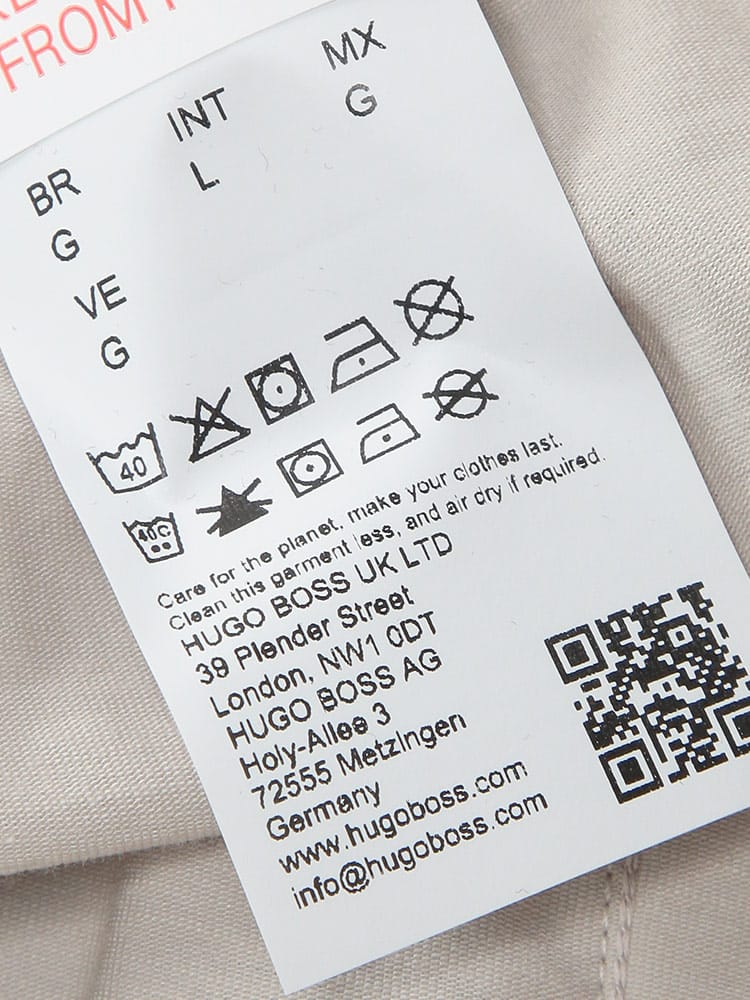 FROM
BR
G
INT
L
MX
G
VE
G
40
40C
Care for the planet, make your clothes last.
Clean this garment less, and air dry if required.
HUGO BOSS UK LTD
39 Plender Street
London, NW1 0DT
HUGO BOSS AG
Holy-Allee 3
72555 Metzingen
Germany
www.hugoboss.com
info@hugoboss.com